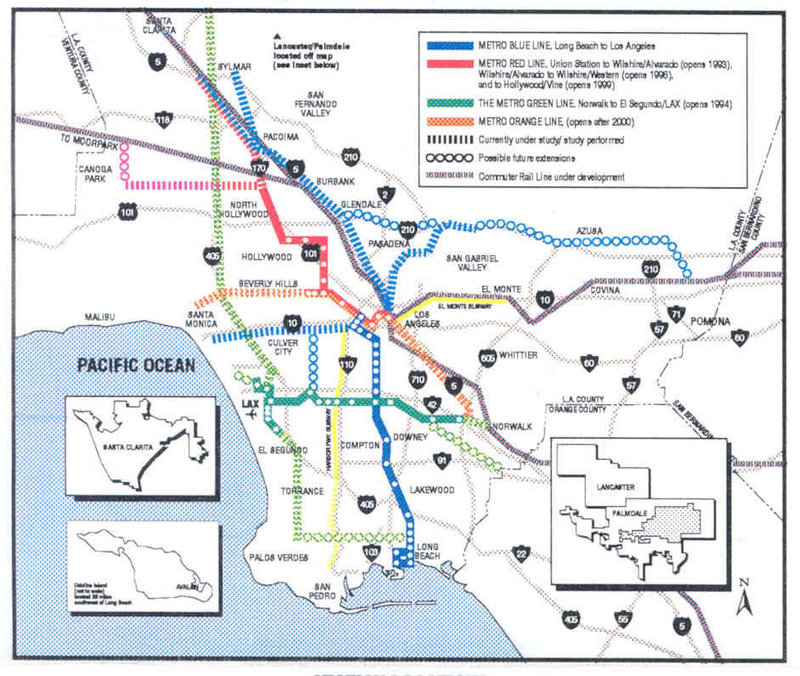 SANTA CLARITA
L.A. COUNTY
VENTURA COUNTY
5
SYLMAR
Lancaster/Palmdale
located off map
(see inset below)
SAN
FERNANDO
VALLEY
118
TO MOORPARK
PACOIMA
CANOGA
PARK
170
5
210
BURBANK
2
GLENDALE
101
NORTH
HOLLYWOOD
210
PASADENA
AZUSA
405
HOLLYWOOD
101
SAN GABRIEL
VALLEY
L.A. COUNTY
SAN BERNARDINO
COUNTY
210
BEVERLY HILLS
EL MONTE
COVINA
10
EL MONTE BUSWAY
MALIBU
SANTA
MONICA
LOS
ANGELES
71
POMONA
10
57
60
CULVER
CITY
WHITTIER
605
60
PACIFIC OCEAN
110
710
5
57
LAX
42
L.A. COUNTY
ORANGE COUNTY
NORWALK
SAN BERNARDINO
HARBOR FWY. BUSWAY
EL SEGUNDO
COMPTON
DOWNEY
91
TORRANCE
LAKEWOOD
405
PALOS VERDES
103
LONG
BEACH
SAN
PEDRO
22
405
55
5
N
METRO BLUE LINE, Long Beach to Los Angeles
METRO RED LINE, Union Station to Wilshire/Alvarado (opens 1993),
Wilshire/Alvarado to Wilshire/Western (opens 1996),
and to Hollywood/Vine (opens 1999)
THE METRO GREEN LINE, Norwalk to El Segundo/LAX (opens 1994)
METRO ORANGE LINE, (opens after 2000)
Currently under study/ study performed
Possible future extensions
Commuter Rail Line under development
SANTA CLARITA
Island
(not to scale)
located 26 miles
southwest of Long Beach
AVALON
LANCASTER
PALMDALE